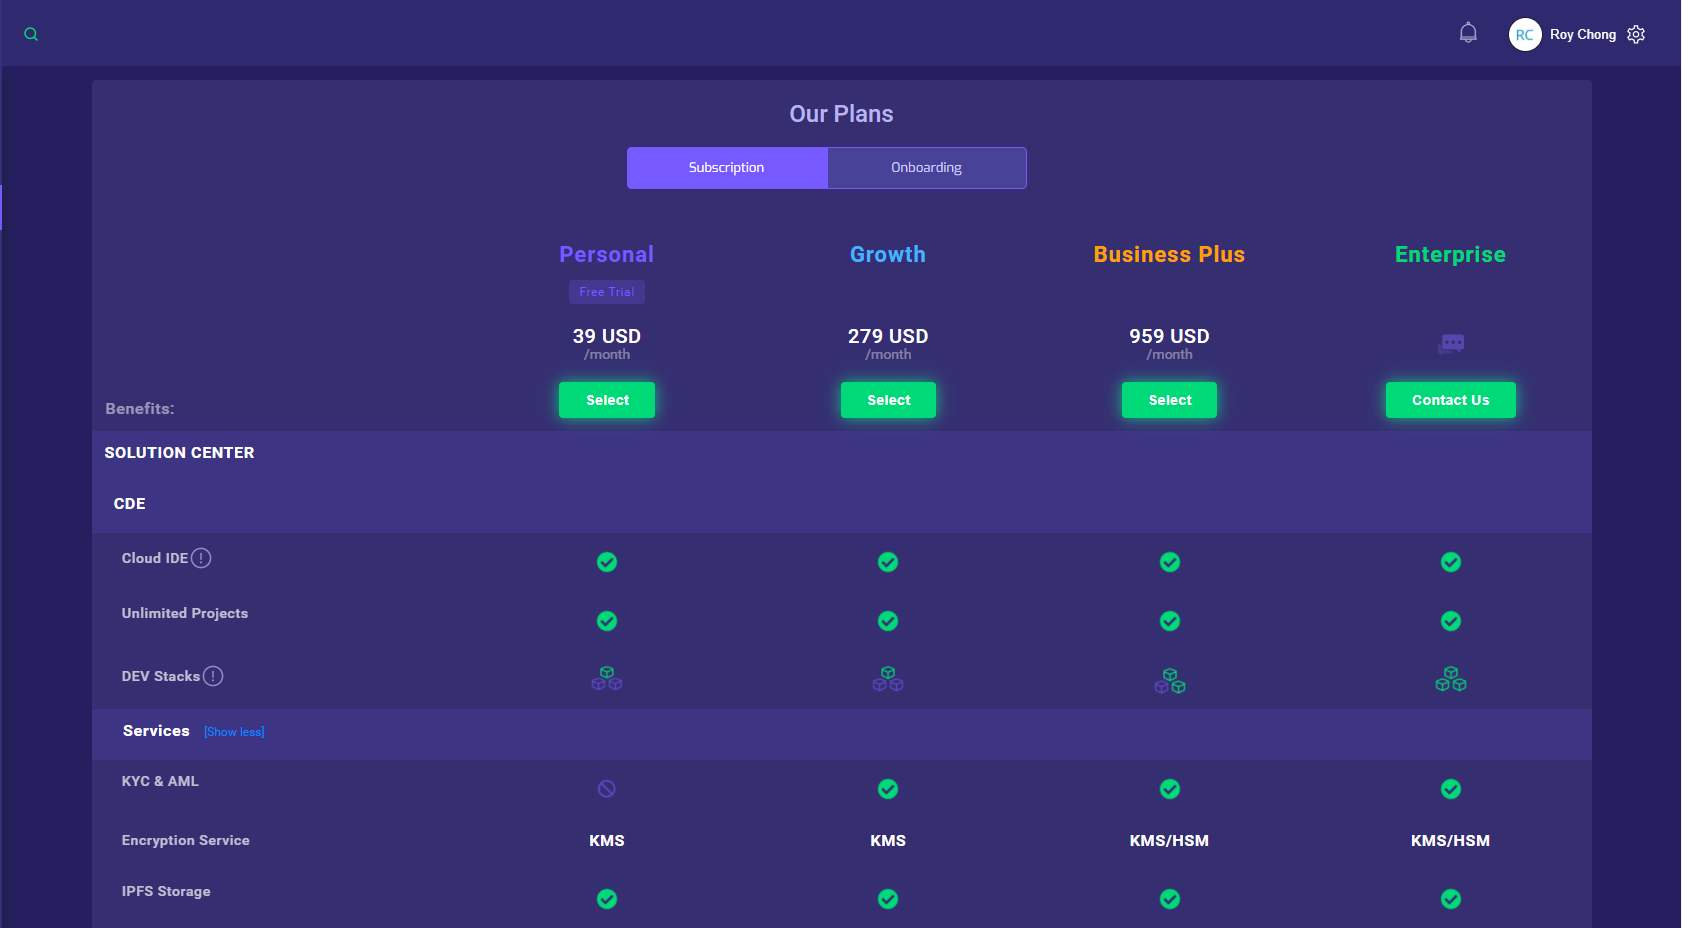 RC Roy Chong
Our Plans
Subscription Onboarding
Personal Growth Business Plus Enterprise
Free Trial
39 USD 279 USD 959 USD
/month /month /month
Benefits: Select Select Select Contact Us
SOLUTION CENTER
CDE
Cloud IDE
Unlimited Projects
DEV Stacks
Services [Show less]
KYC & AML
Encryption Service KMS KMS KMS/HSM KMS/HSM
IPFS Storage